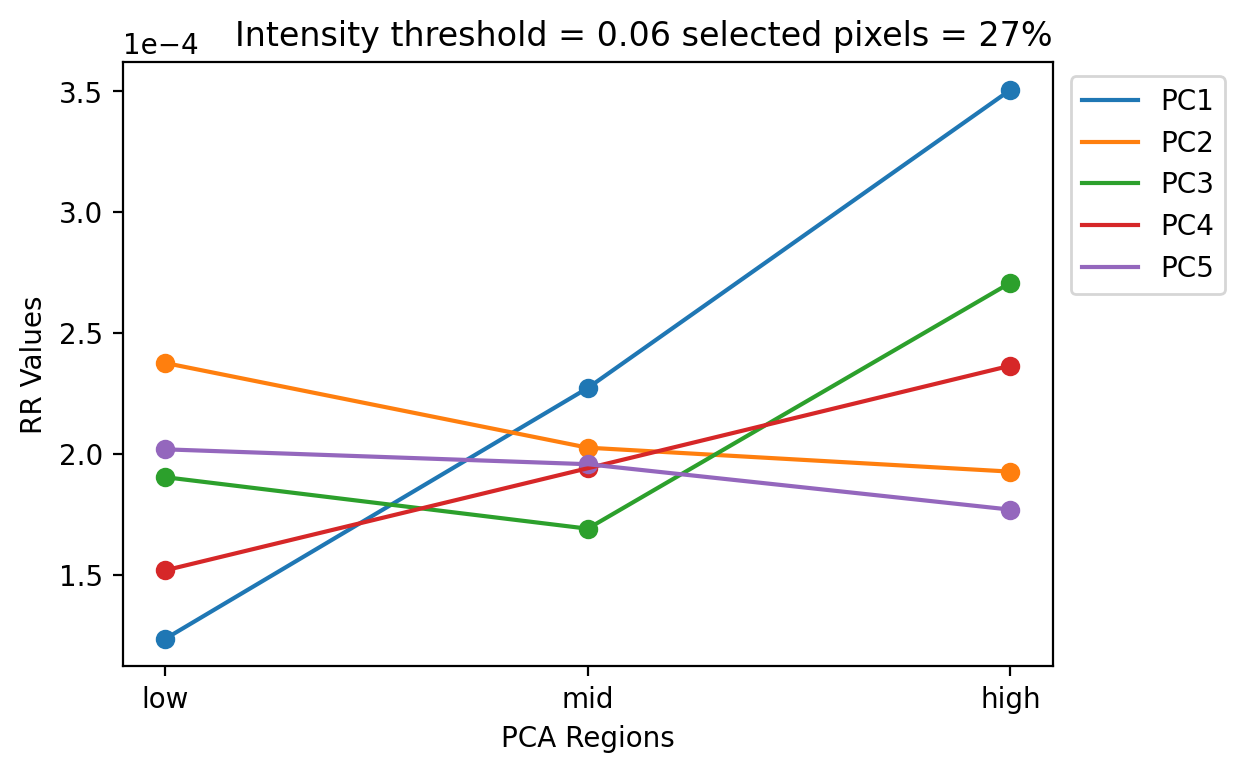 1e−4
Intensity threshold = 0.06 selected pixels = 27%
3.5
3.0
2.5
2.0
1.5
RR Values
low
mid
high
PCA Regions
PC1
PC2
PC3
PC4
PC5